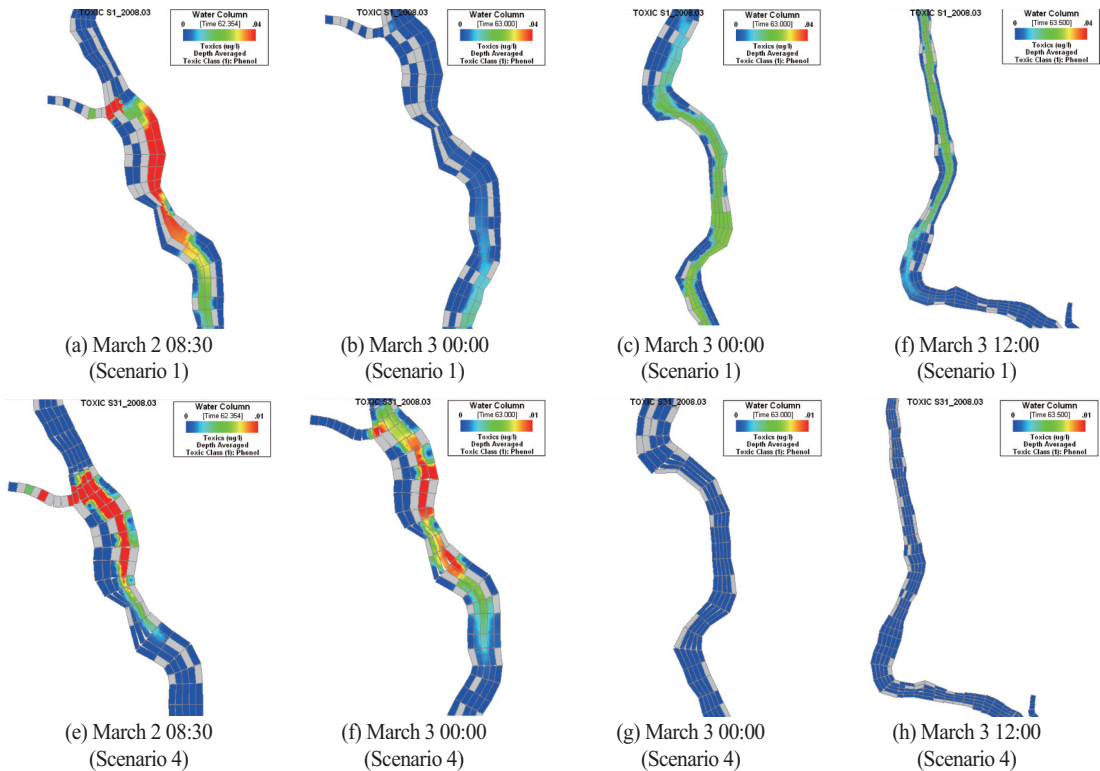 TOXIC S1_2008.03
Water Column
0 [Time 62.354] .04
Toxics (ug/l)
Depth Averaged
Toxic Class (1): Phenol
TOXIC S1_2008.03
Water Column
0 [Time 63.000] .04
Toxics (ug/l)
Depth Averaged
Toxic Class (1): Phenol
TOXIC S1_2008.03
Water Column
0 [Time 63.000] .04
Toxics (ug/l)
Depth Averaged
Toxic Class (1): Phenol
TOXIC S1_2008.03
Water Column
0 [Time 63.500] .04
Toxics (ug/l)
Depth Averaged
Toxic Class (1): Phenol
(a) March 2 08:30
(Scenario 1)
(b) March 3 00:00
(Scenario 1)
(c) March 3 00:00
(Scenario 1)
(f) March 3 12:00
(Scenario 1)
TOXIC S31_2008.03
Water Column
0 [Time 62.354] .01
Toxics (ug/l)
Depth Averaged
Toxic Class (1): Phenol
TOXIC S31_2008.03
Water Column
0 [Time 63.000] .01
Toxics (ug/l)
Depth Averaged
Toxic Class (1): Phenol
TOXIC S31_2008.03
Water Column
0 [Time 63.000] .01
Toxics (ug/l)
Depth Averaged
Toxic Class (1): Phenol
TOXIC S31_2008.03
Water Column
0 [Time 63.500] .01
Toxics (ug/l)
Depth Averaged
Toxic Class (1): Phenol
(e) March 2 08:30
(Scenario 4)
(f) March 3 00:00
(Scenario 4)
(g) March 3 00:00
(Scenario 4)
(h) March 3 12:00
(Scenario 4)